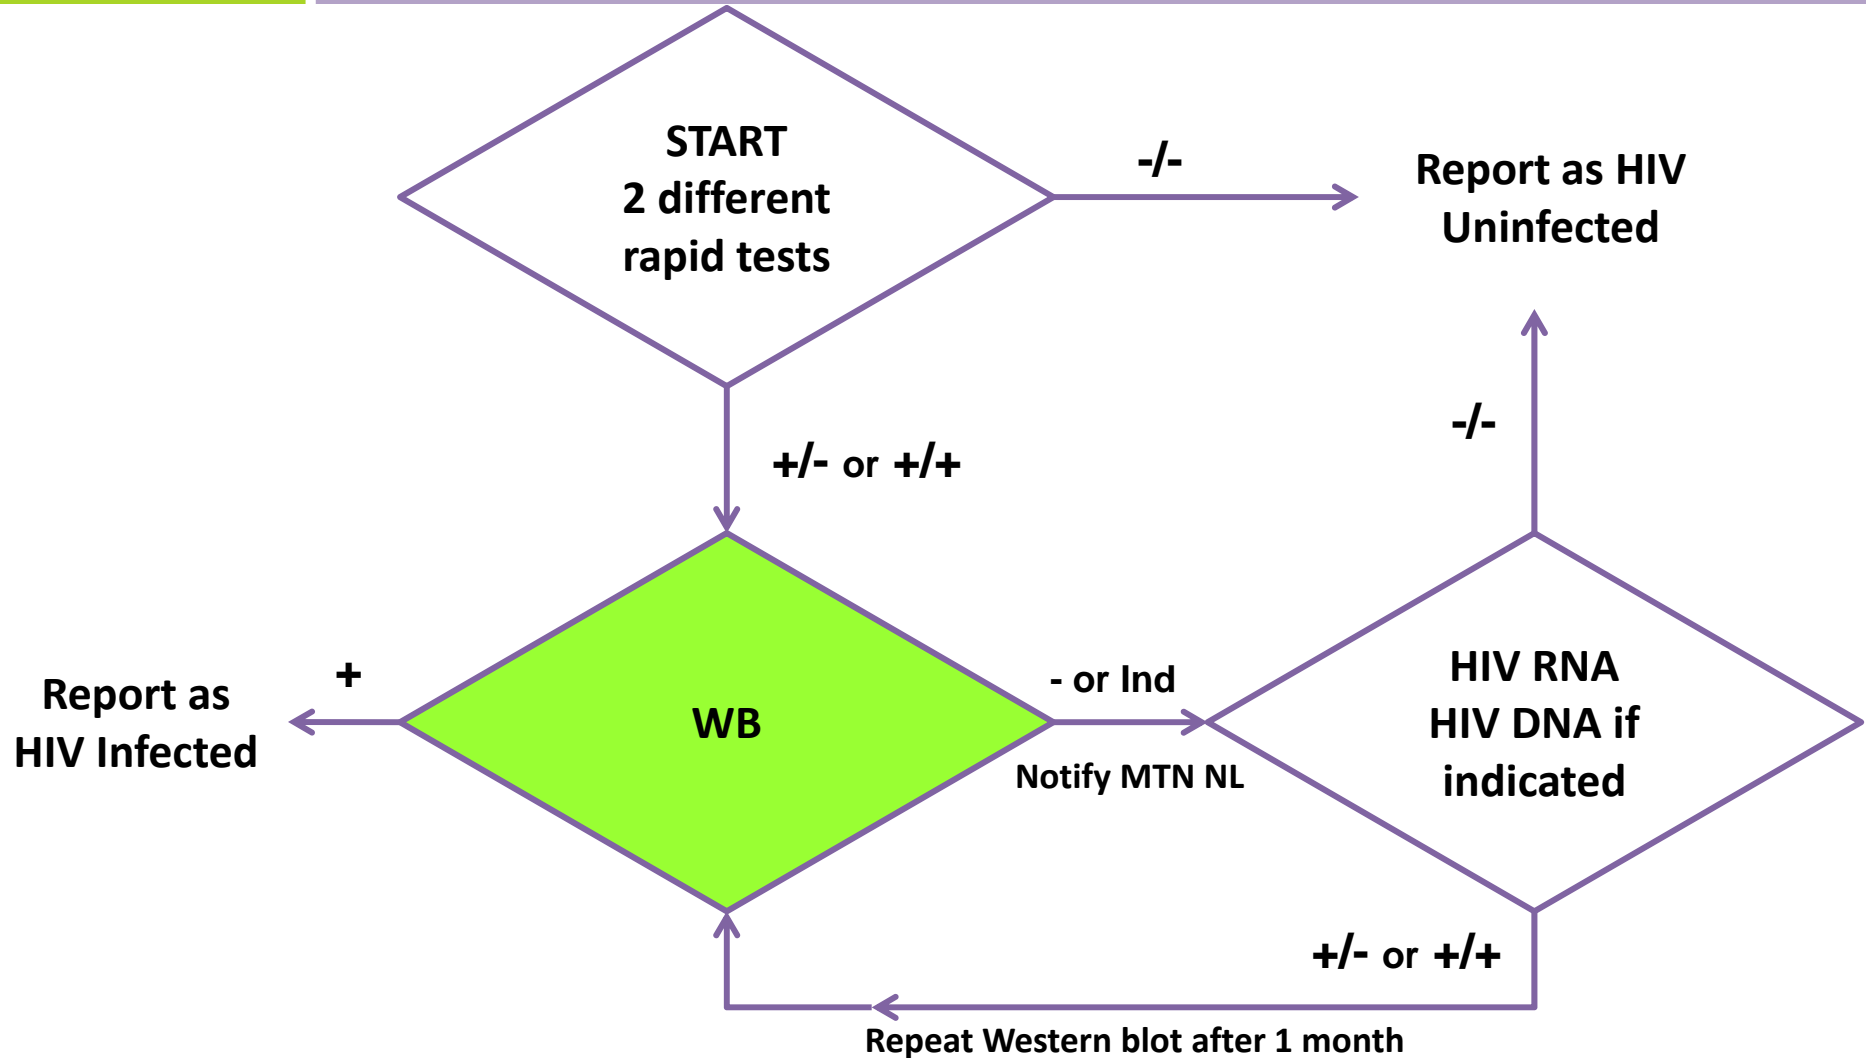 START
2 different
rapid tests
-/-
Report as HIV
Uninfected
+/- or +/+
-/-
Report as
HIV Infected
+
WB
- or Ind
Notify MTN NL
HIV RNA
HIV DNA if
indicated
+/- or +/+
Repeat Western blot after 1 month